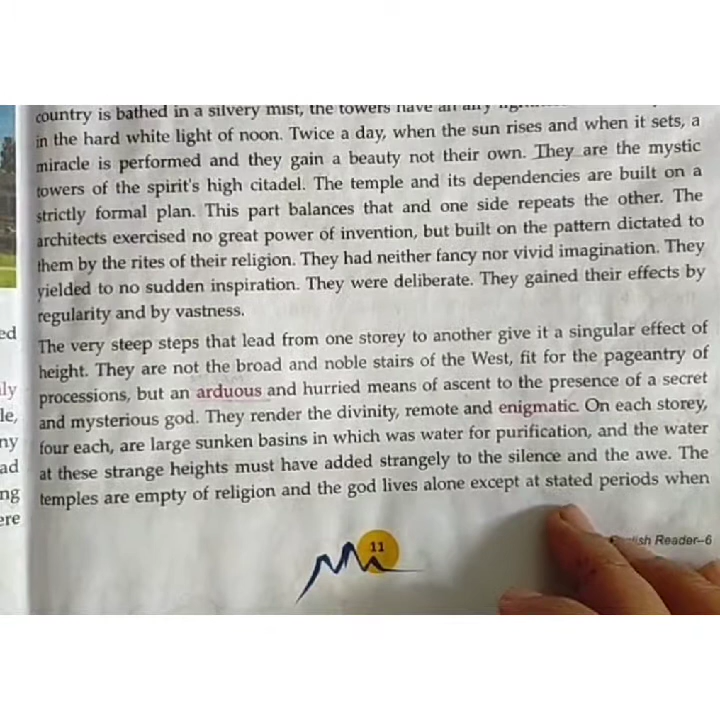 country is bathed in a silvery mist, the towers have an airy
in the hard white light of noon. Twice a day, when the sun rises and when it sets, a
miracle is performed and they gain a beauty not their own. They are the mystic
towers of the spirit's high citadel. The temple and its dependencies are built on a
strictly formal plan. This part balances that and one side repeats the other. The
architects exercised no great power of invention, but built on the pattern dictated to
them by the rites of their religion. They had neither fancy nor vivid imagination. They
yielded to no sudden inspiration. They were deliberate. They gained their effects by
regularity and by vastness.
The very steep steps that lead from one storey to another give it a singular effect of
height. They are not the broad and noble stairs of the West, fit for the pageantry of
processions, but an arduous and hurried means of ascent to the presence of a secret
and mysterious god. They render the divinity, remote and enigmatic. On each storey,
four each, are large sunken basins in which was water for purification, and the water
at these strange heights must have added strangely to the silence and the awe. The
temples are empty of religion and the god lives alone except at stated periods when
11
Reader-6